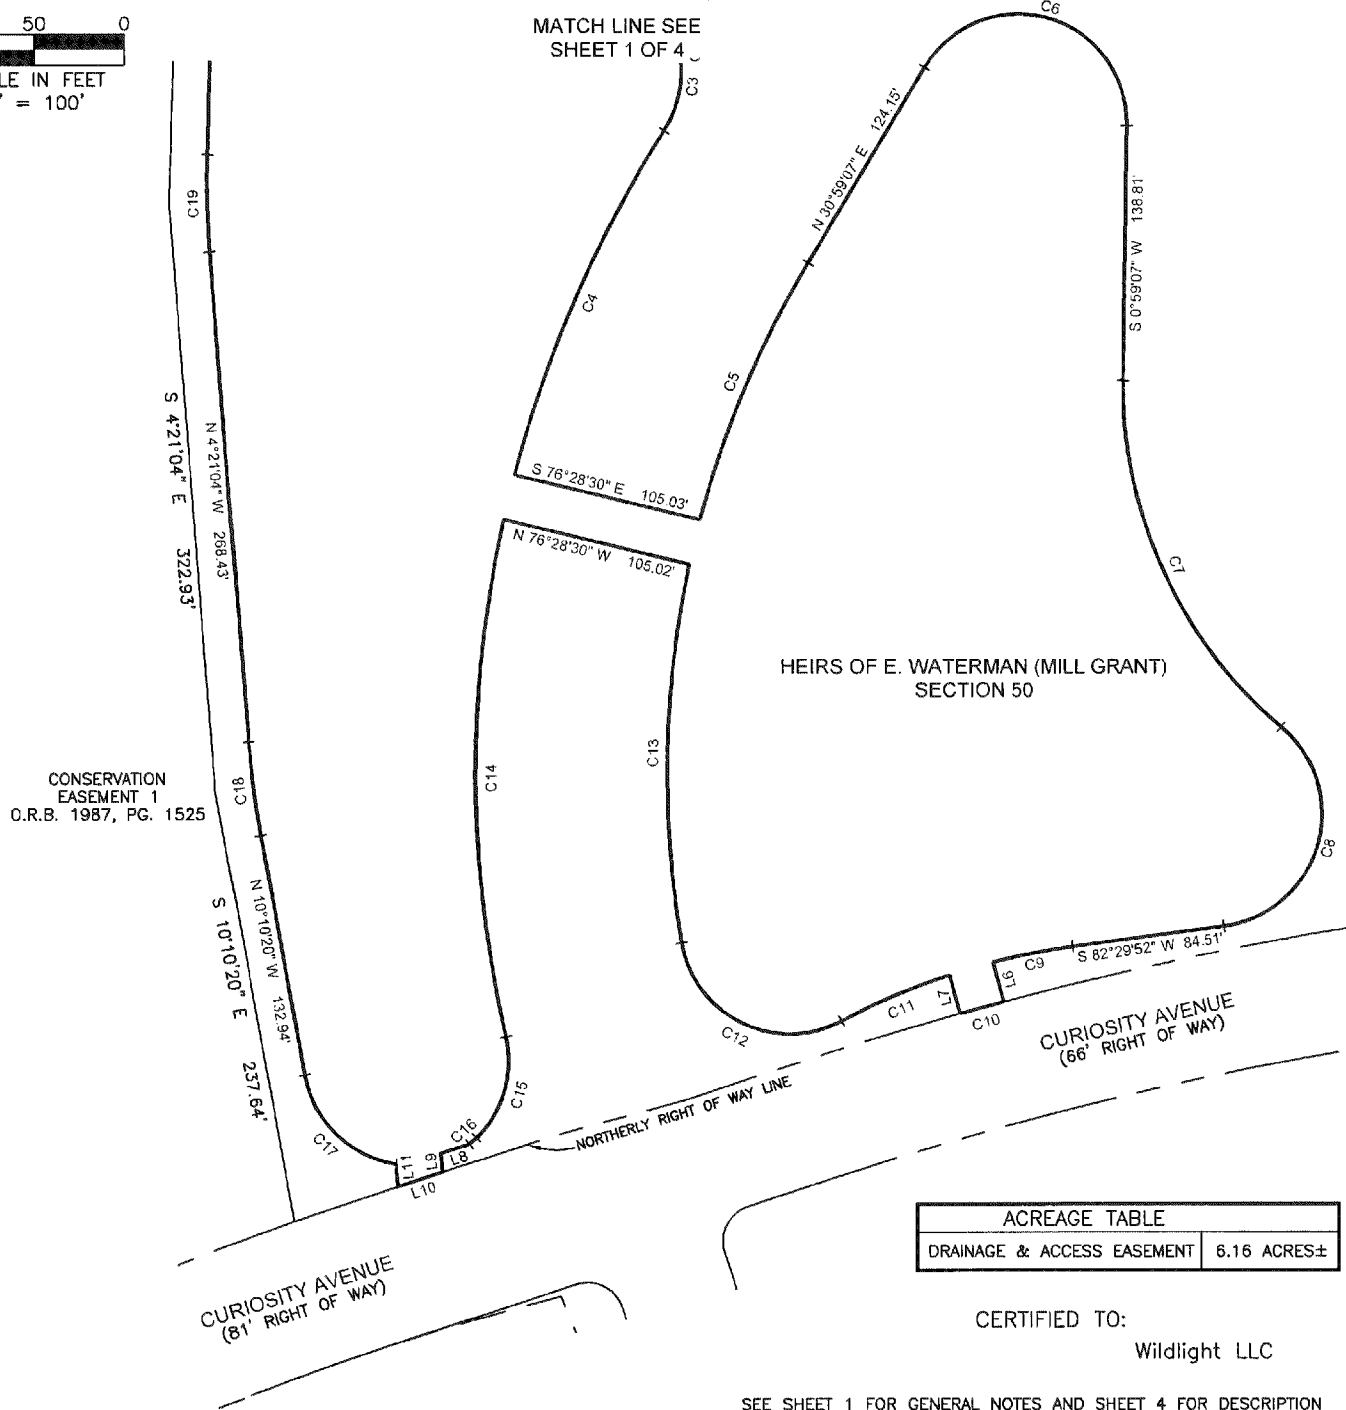 50 0
LE IN FEET
' = 100'
MATCH LINE SEE
SHEET 1 OF 4
C3
C6
C19
C4
N 30°59'07" E 124.15'
S 0°59'07" W 138.81'
C5
S 4°21'04" E 322.93'
N 4°21'04" W 268.43'
S 76°28'30" E 105.03'
N 76°28'30" W 105.02'
C7
HEIRS OF E. WATERMAN (MILL GRANT)
SECTION 50
C13
C14
C18
CONSERVATION
EASEMENT 1
O.R.B. 1987, PG. 1525
C8
N 10°10'20" W 132.94'
S 10°10'20" E 237.64'
S 82°29'52" W 84.51'
C9
L6
L7
C11
C10
C12
CURIOSITY AVENUE
(66' RIGHT OF WAY)
NORTHERLY RIGHT OF WAY LINE
C15
C16
C17
L8
L9
L11
L10
ACREAGE TABLE
DRAINAGE & ACCESS EASEMENT 6.16 ACRES±
CURIOSITY AVENUE
(81' RIGHT OF WAY)
CERTIFIED TO:
Wildlight LLC
SEE SHEET 1 FOR GENERAL NOTES AND SHEET 4 FOR DESCRIPTION